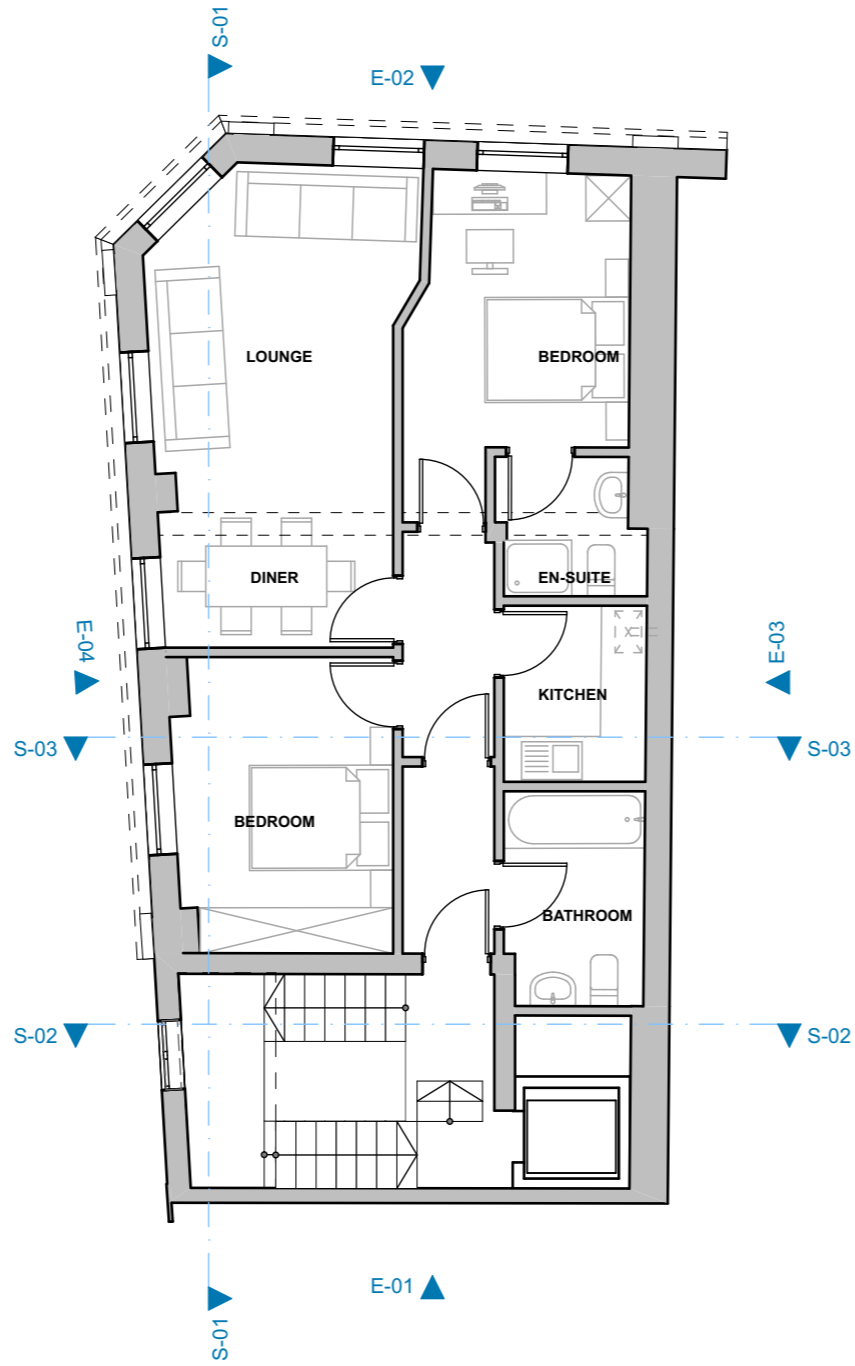 S-01
E-02
LOUNGE
BEDROOM
DINER
EN-SUITE
E-04
E-03
KITCHEN
S-03
S-03
BEDROOM
BATHROOM
S-02
S-02
E-01
S-01